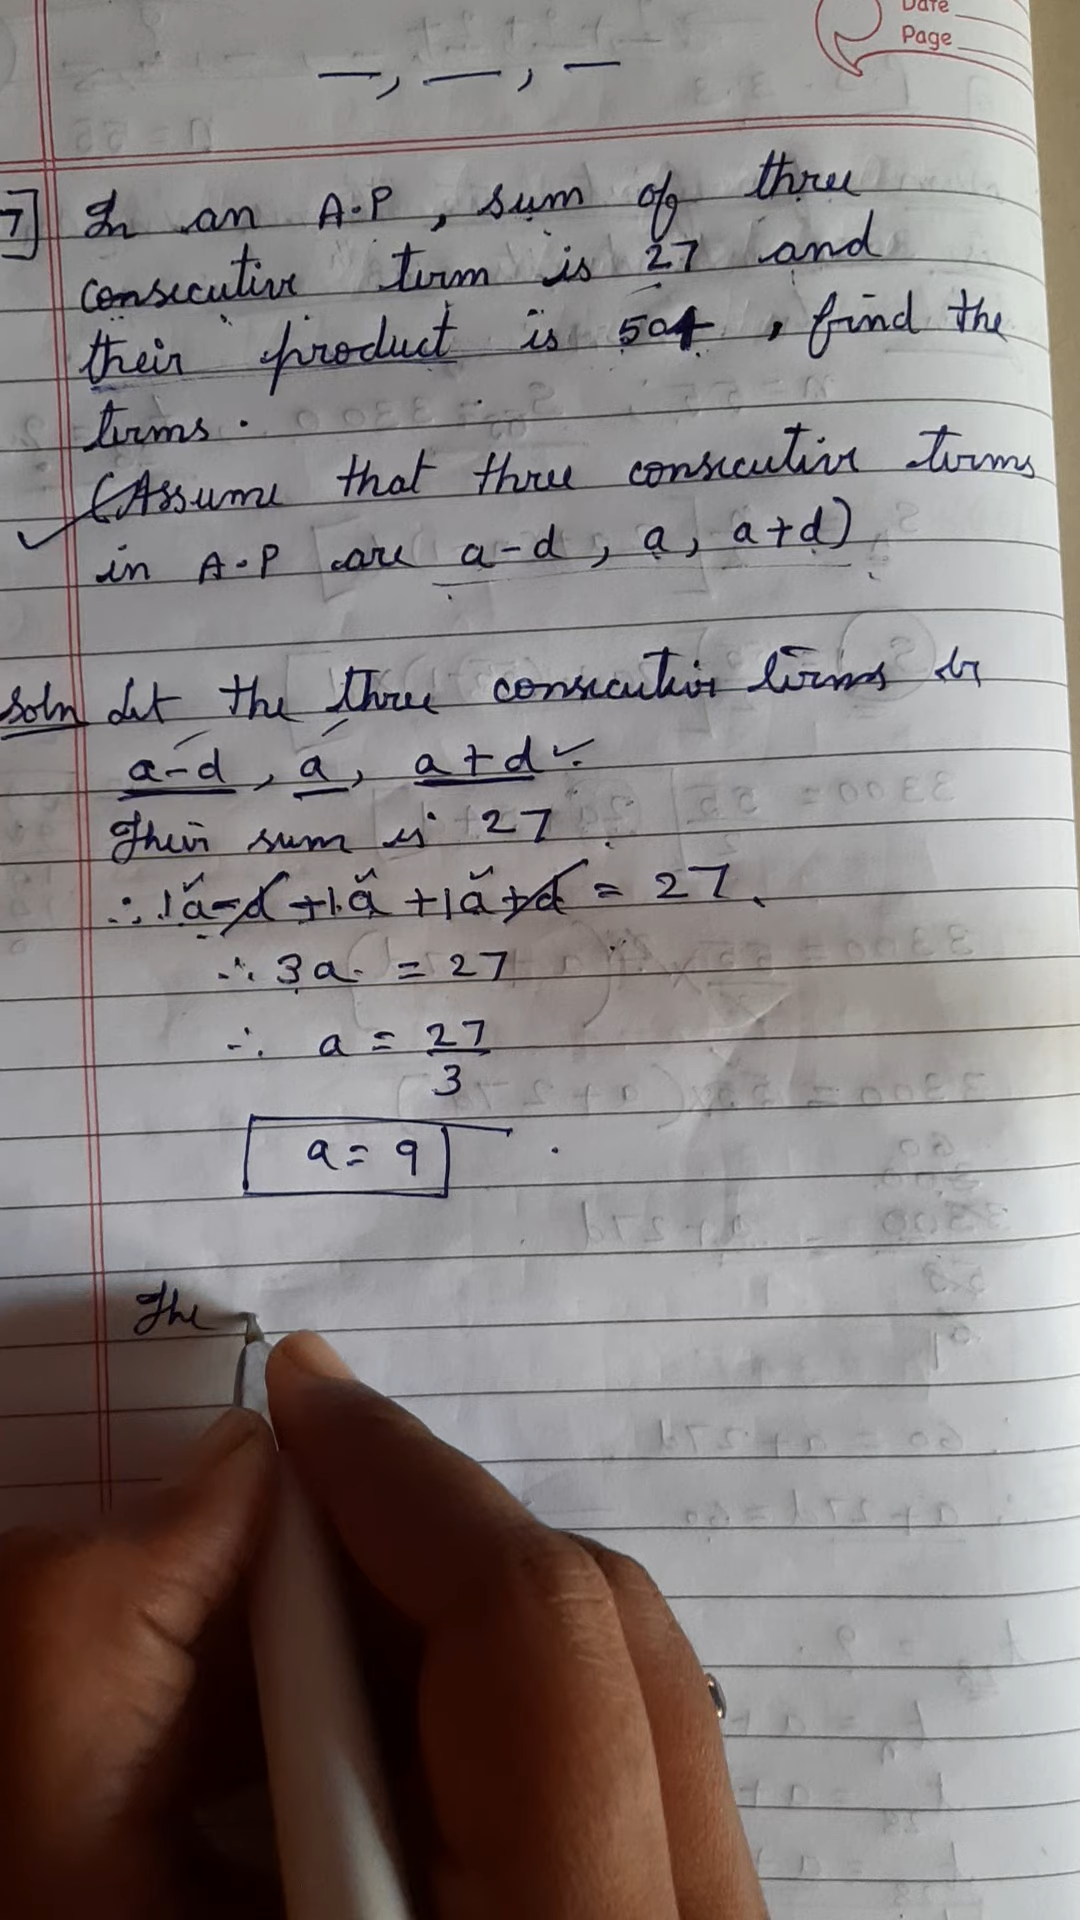 Date
Page
—, —, —
7] In an A.P, sum of three
consecutive term is 27 and
their product is 504, find the
terms.
(Assume that three consecutive terms
in A.P are a-d, a, a+d)
Soln Let the three consecutive terms be
a-d, a, a+d.
Their sum is 27
∴ 1a-d+1a+1a+d = 27.
∴ 3a = 27
∴ a = 27/3
a = 9
The